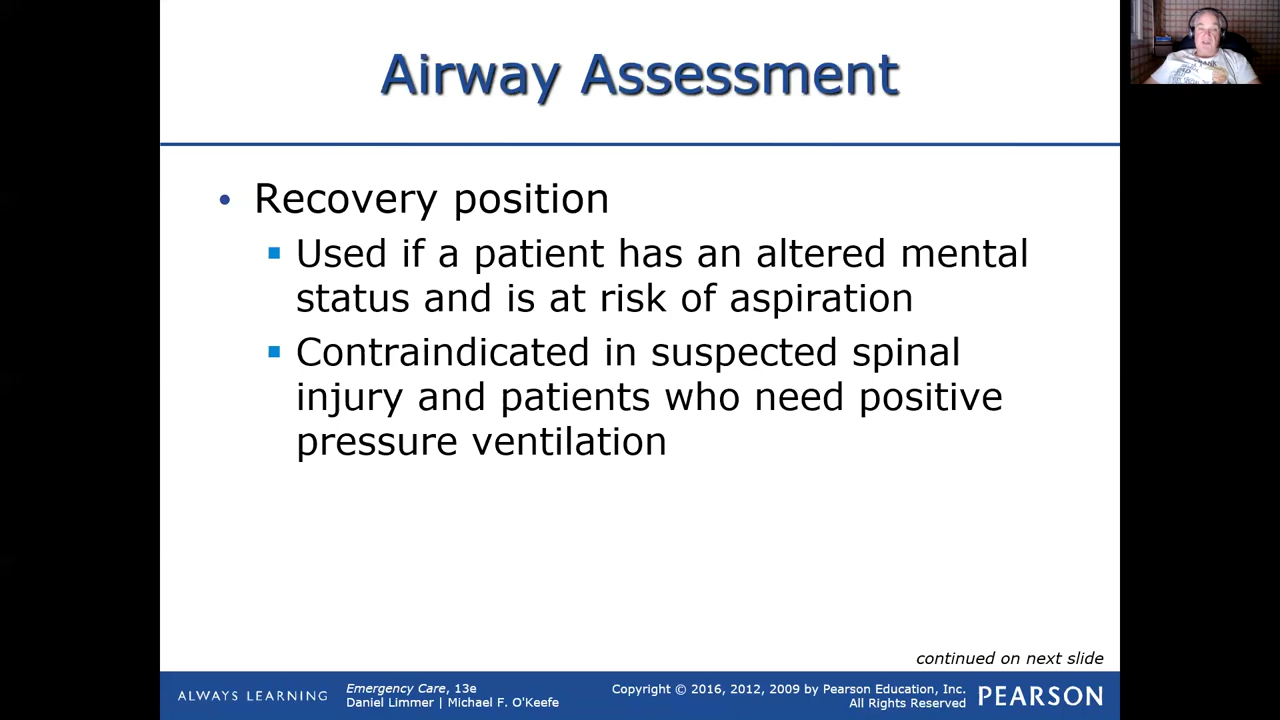 Airway Assessment
• Recovery position
▪ Used if a patient has an altered mental
status and is at risk of aspiration
▪ Contraindicated in suspected spinal
injury and patients who need positive
pressure ventilation
continued on next slide
ALWAYS LEARNING
Emergency Care, 13e
Daniel Limmer | Michael F. O'Keefe
Copyright © 2016, 2012, 2009 by Pearson Education, Inc.
All Rights Reserved
PEARSON